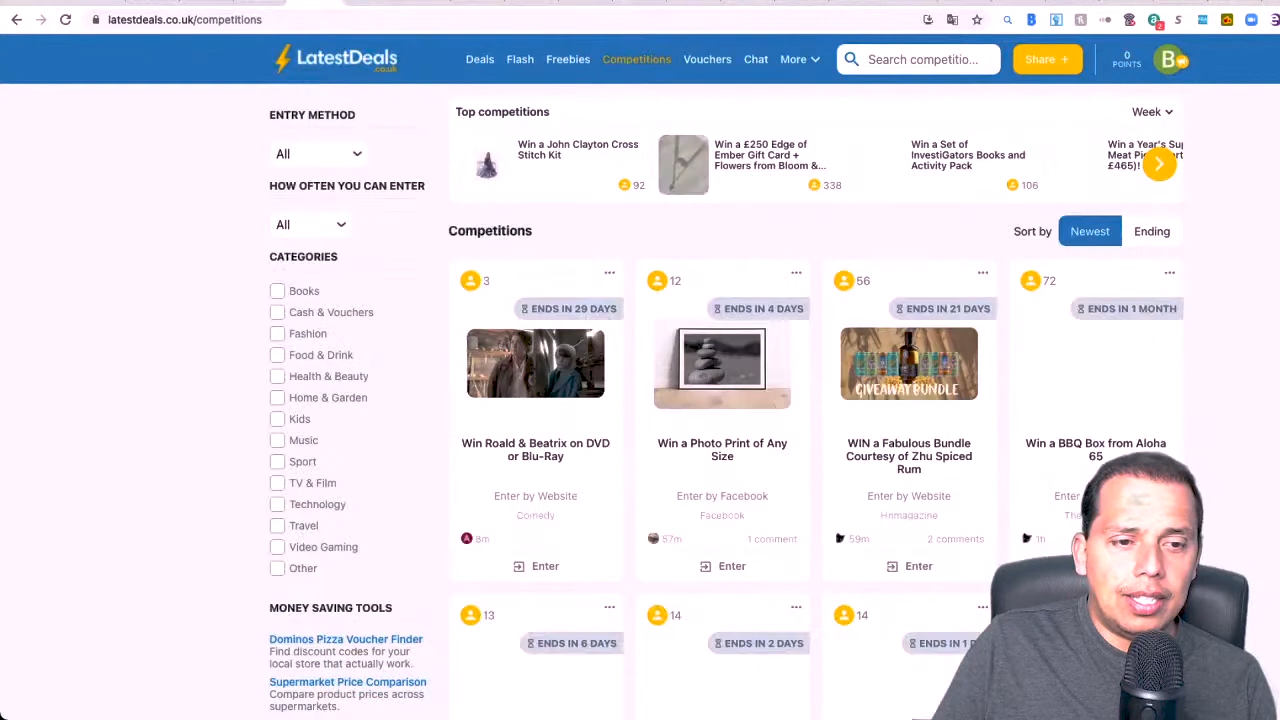 latestdeals.co.uk/competitions
2
LatestDeals
.co.uk
Deals Flash Freebies Competitions Vouchers Chat More
Search competitio...
Share +
0
POINTS
B
ENTRY METHOD
All
HOW OFTEN YOU CAN ENTER
All
CATEGORIES
Books
Cash & Vouchers
Fashion
Food & Drink
Health & Beauty
Home & Garden
Kids
Music
Sport
TV & Film
Technology
Travel
Video Gaming
Other
MONEY SAVING TOOLS
Dominos Pizza Voucher Finder
Find discount codes for your
local store that actually work.
Supermarket Price Comparison
Compare product prices across
supermarkets.
Top competitions
Week
Win a John Clayton Cross
Stitch Kit
92
Win a £250 Edge of
Ember Gift Card +
Flowers from Bloom &...
338
Win a Set of
InvestiGators Books and
Activity Pack
106
Win a Year's Sup
Meat Pi
£465)!
Competitions
Sort by Newest Ending
3
ENDS IN 29 DAYS
Win Roald & Beatrix on DVD
or Blu-Ray
Enter by Website
Comedy
A 8m
Enter
12
ENDS IN 4 DAYS
Win a Photo Print of Any
Size
Enter by Facebook
Facebook
57m 1 comment
Enter
56
ENDS IN 21 DAYS
GIVEAWAY BUNDLE
WIN a Fabulous Bundle
Courtesy of Zhu Spiced
Rum
Enter by Website
Hnmagazine
59m 2 comments
Enter
72
ENDS IN 1 MONTH
Win a BBQ Box from Aloha
65
Enter
The
1h
13
ENDS IN 6 DAYS
14
ENDS IN 2 DAYS
14
ENDS IN 1 D